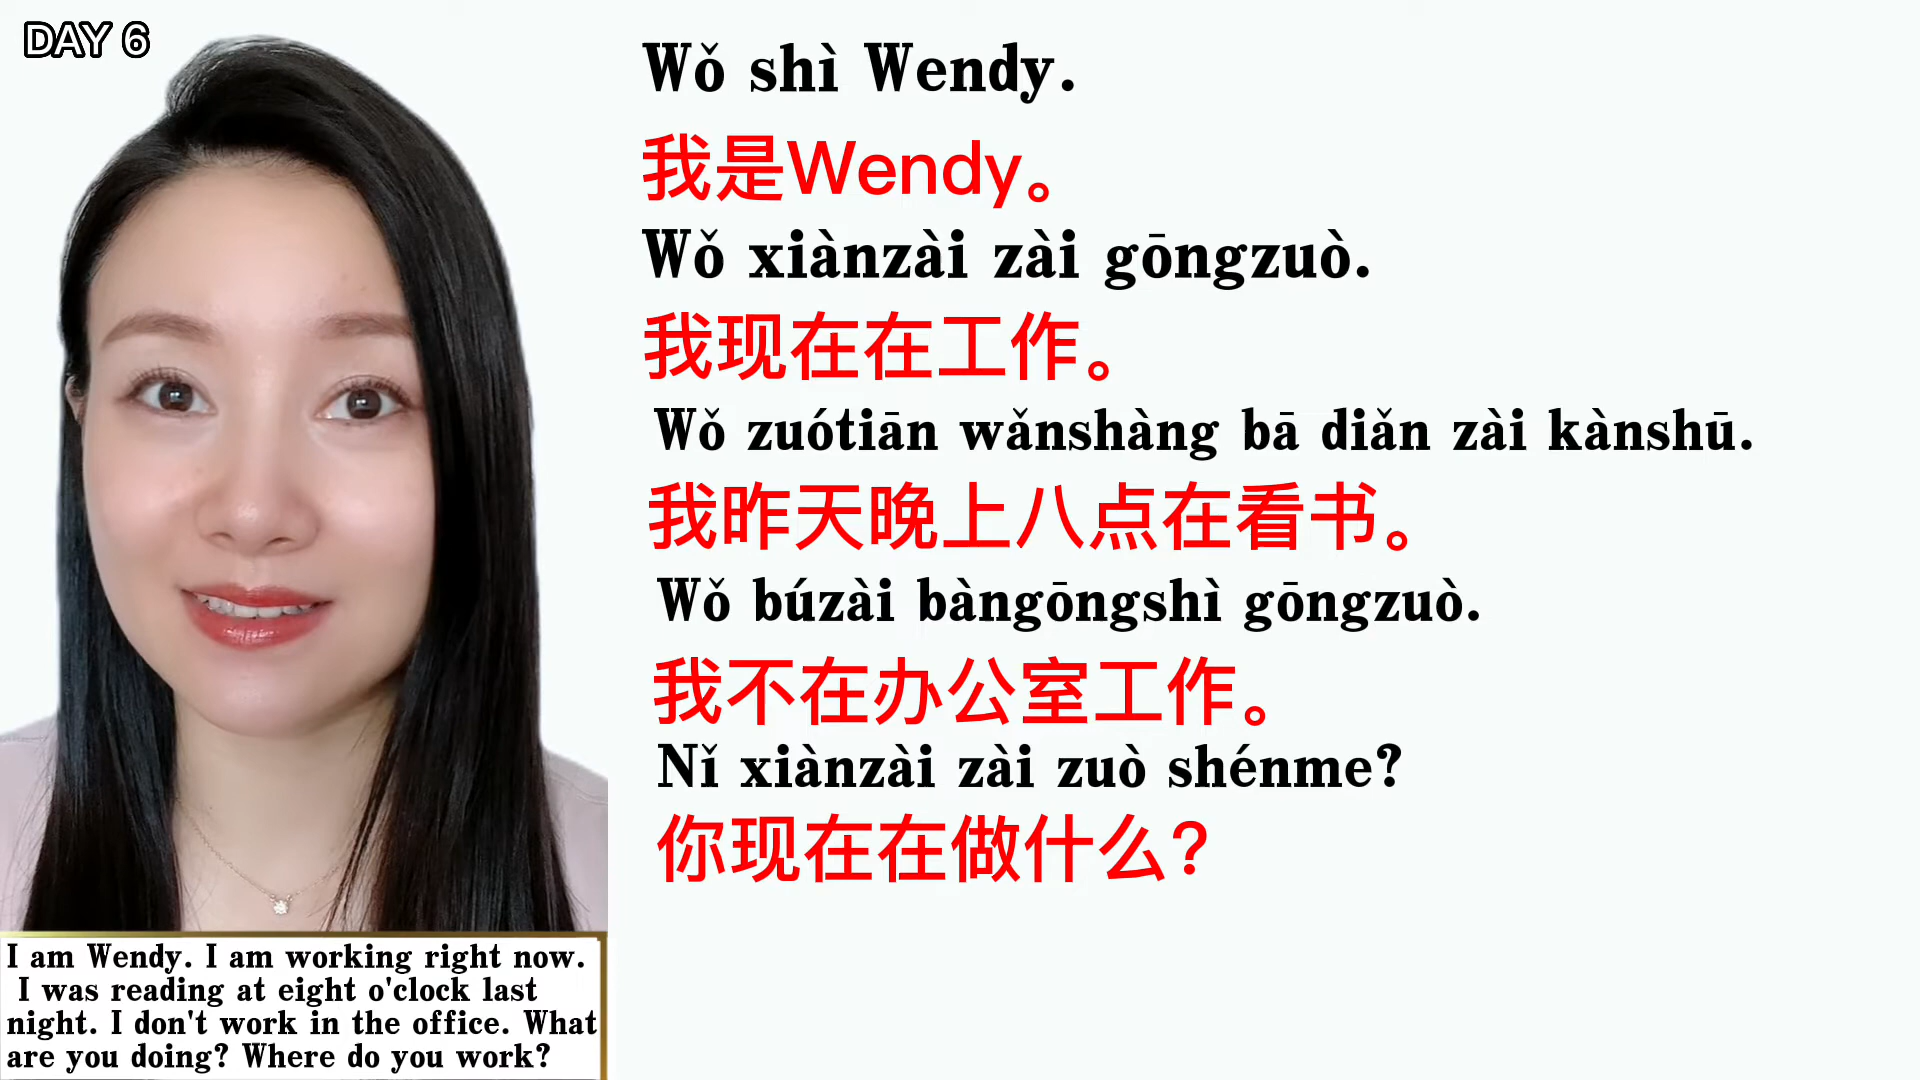 DAY 6
Wǒ shì Wendy.
我是Wendy。
Wǒ xiànzài zài gōngzuò.
我现在在工作。
Wǒ zuótiān wǎnshàng bā diǎn zài kànshū.
我昨天晚上八点在看书。
Wǒ búzài bàngōngshì gōngzuò.
我不在办公室工作。
Nǐ xiànzài zài zuò shénme?
你现在在做什么?
I am Wendy. I am working right now.
I was reading at eight o'clock last
night. I don't work in the office. What
are you doing? Where do you work?